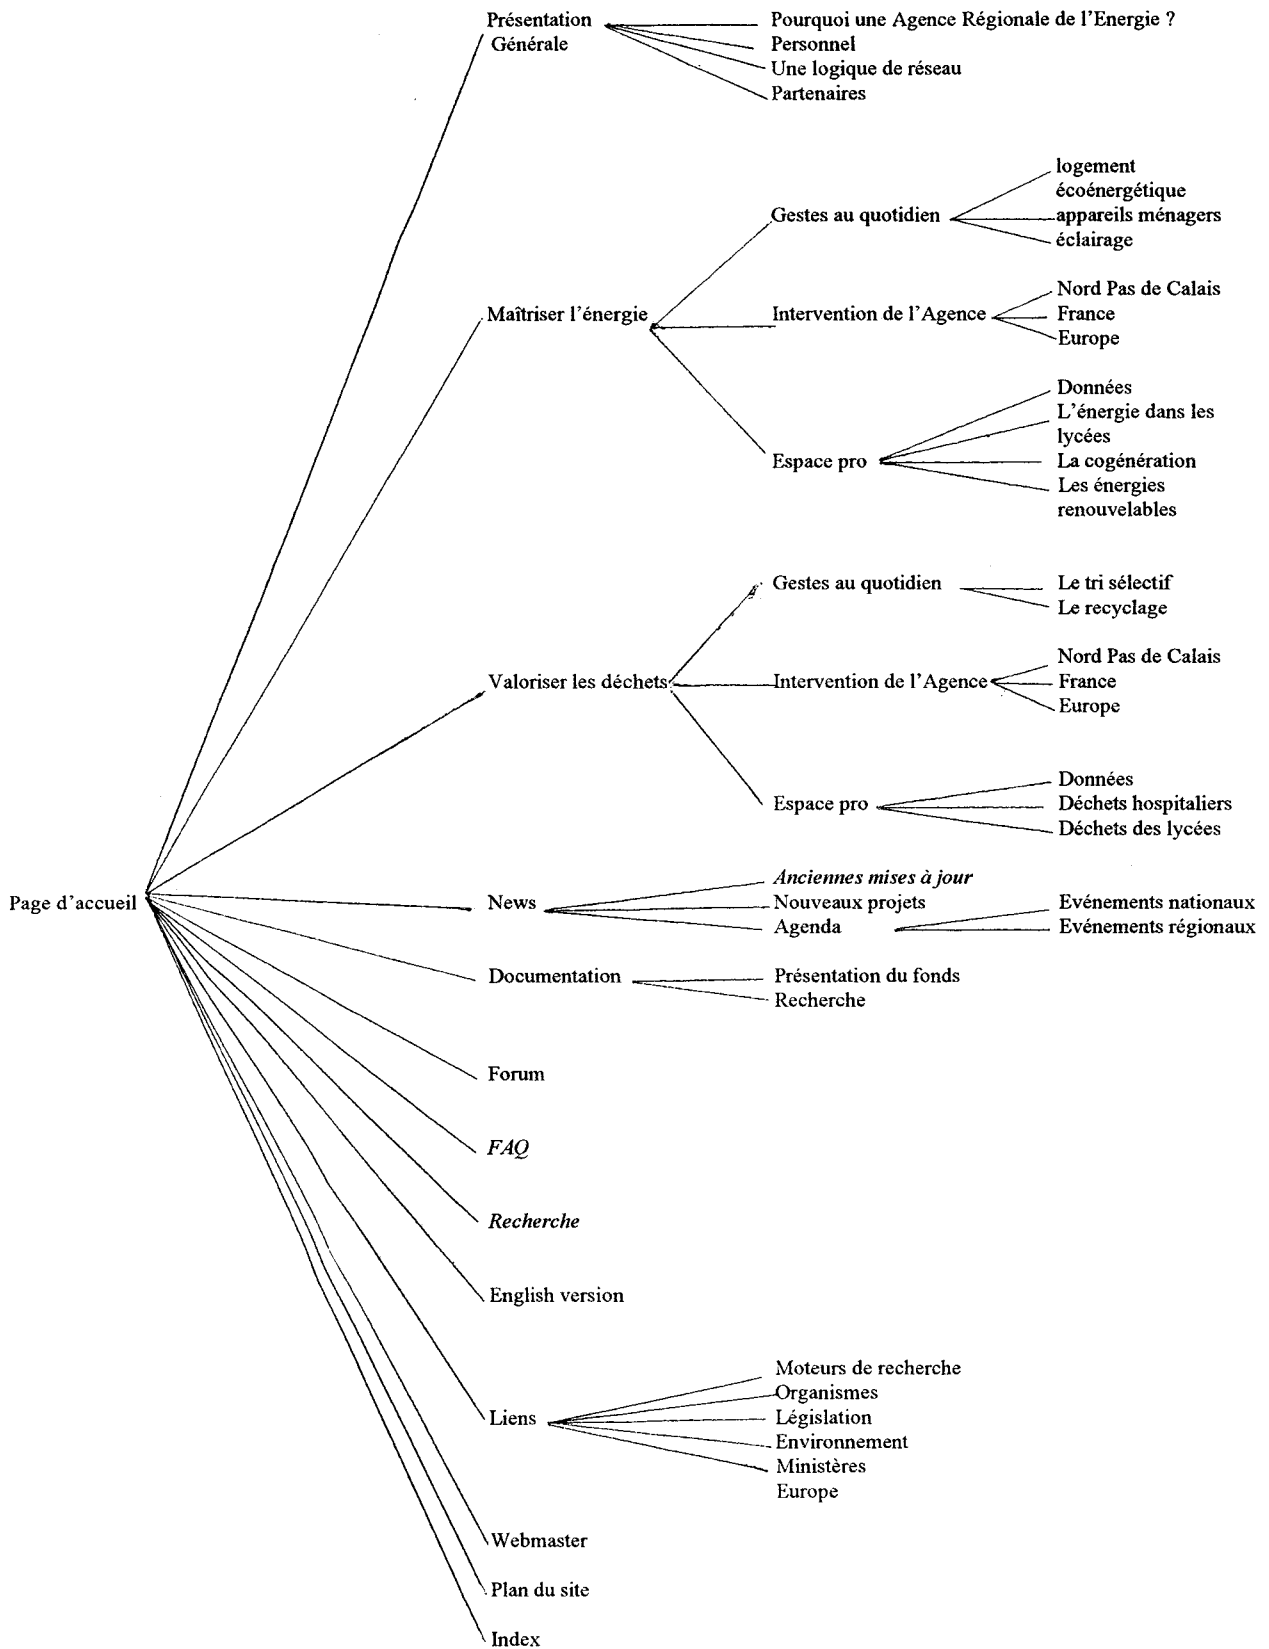 Présentation
Générale
Pourquoi une Agence Régionale de l'Energie ?
Personnel
Une logique de réseau
Partenaires
Maîtriser l'énergie
Gestes au quotidien
logement
écoénergétique
appareils ménagers
éclairage
Intervention de l'Agence
Nord Pas de Calais
France
Europe
Espace pro
Données
L'énergie dans les
lycées
La cogénération
Les énergies
renouvelables
Valoriser les déchets
Gestes au quotidien
Le tri sélectif
Le recyclage
Intervention de l'Agence
Nord Pas de Calais
France
Europe
Espace pro
Données
Déchets hospitaliers
Déchets des lycées
Page d'accueil
News
Anciennes mises à jour
Nouveaux projets
Agenda
Evénements nationaux
Evénements régionaux
Documentation
Présentation du fonds
Recherche
Forum
FAQ
Recherche
English version
Liens
Moteurs de recherche
Organismes
Législation
Environnement
Ministères
Europe
Webmaster
Plan du site
Index